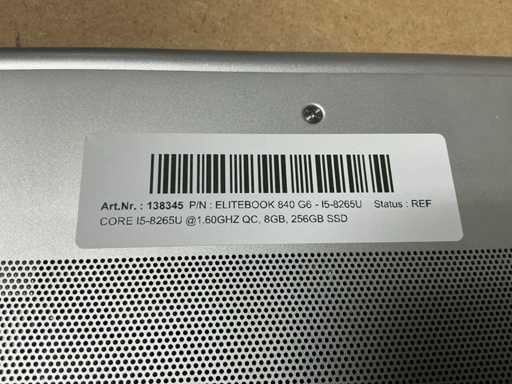 Art.Nr. : 138345 P/N : ELITEBOOK 840 G6 - I5-8265U Status : REF
CORE I5-8265U @1.60GHZ QC, 8GB, 256GB SSD